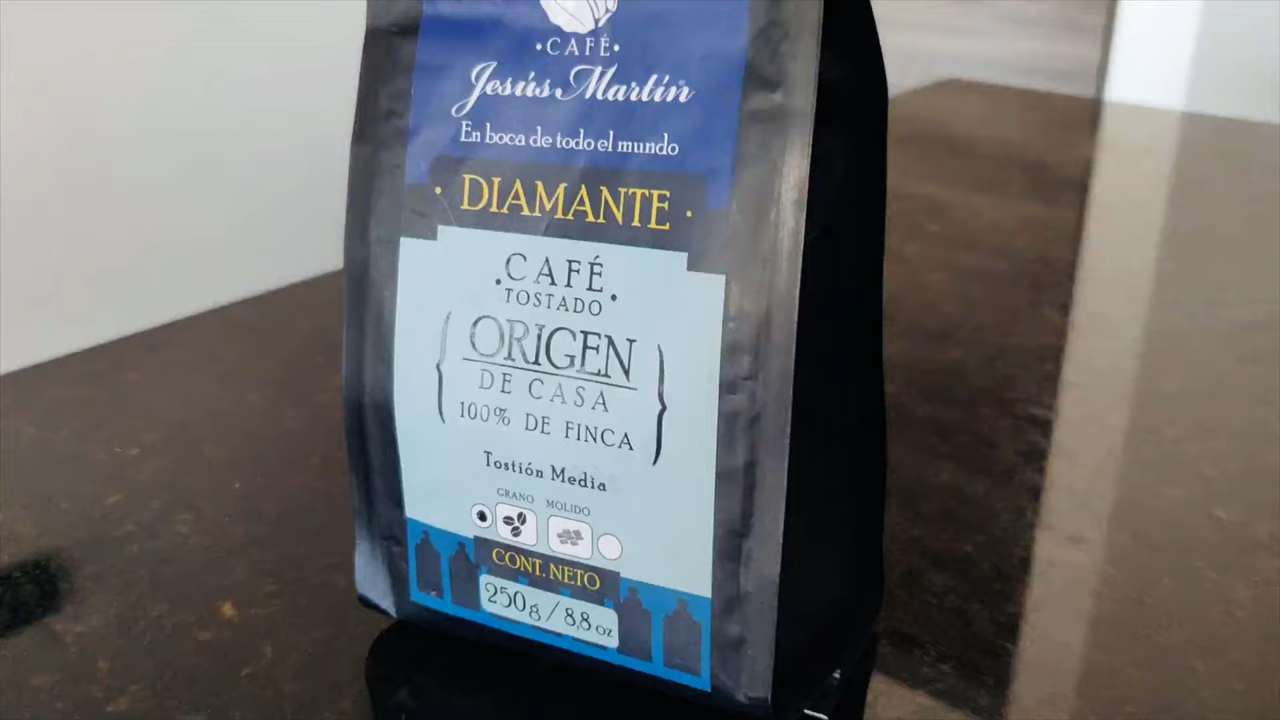 ·CAFÉ·
Jesús Martín
En boca de todo el mundo
· DIAMANTE ·
·CAFÉ·
TOSTADO
ORIGEN
DE CASA
100% DE FINCA
Tostión Media
GRANO MOLIDO
CONT. NETO
250g / 8,8 oz